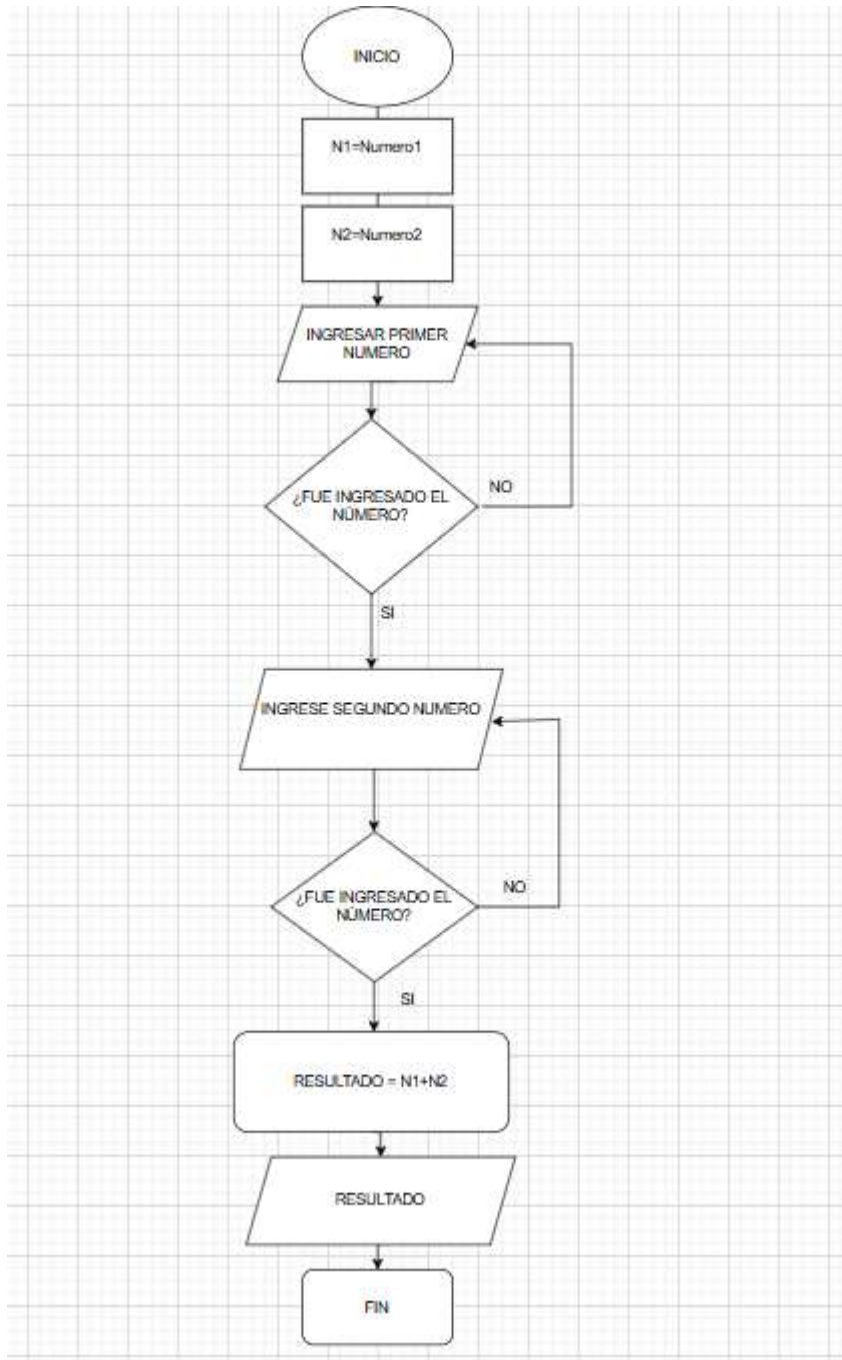 INICIO
N1=Numero1
N2=Numero2
INGRESAR PRIMER
NUMERO
¿FUE INGRESADO EL
NÚMERO?
NO
SI
INGRESE SEGUNDO NUMERO
¿FUE INGRESADO EL
NÚMERO?
NO
SI
RESULTADO = N1+N2
RESULTADO
FIN